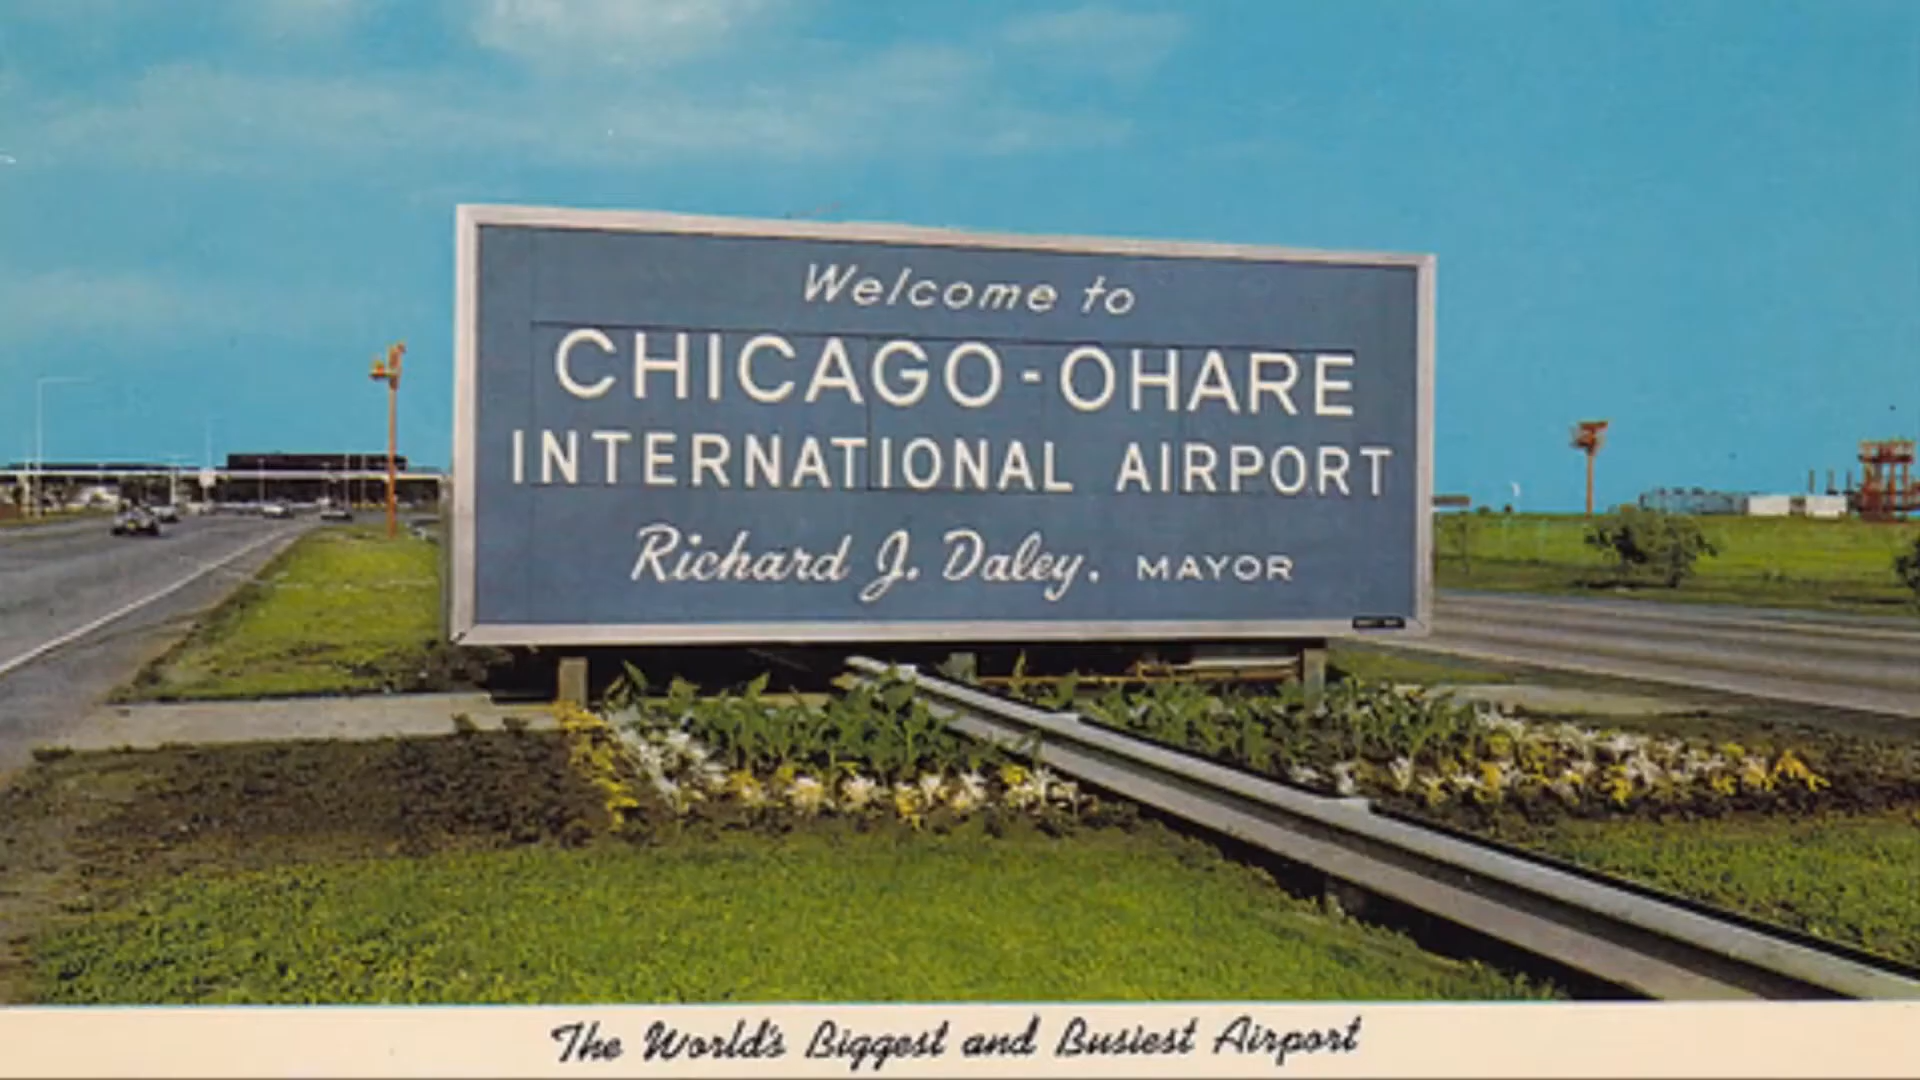 Welcome to
CHICAGO-OHARE
INTERNATIONAL AIRPORT
Richard J. Daley. MAYOR
The World's Biggest and Busiest Airport